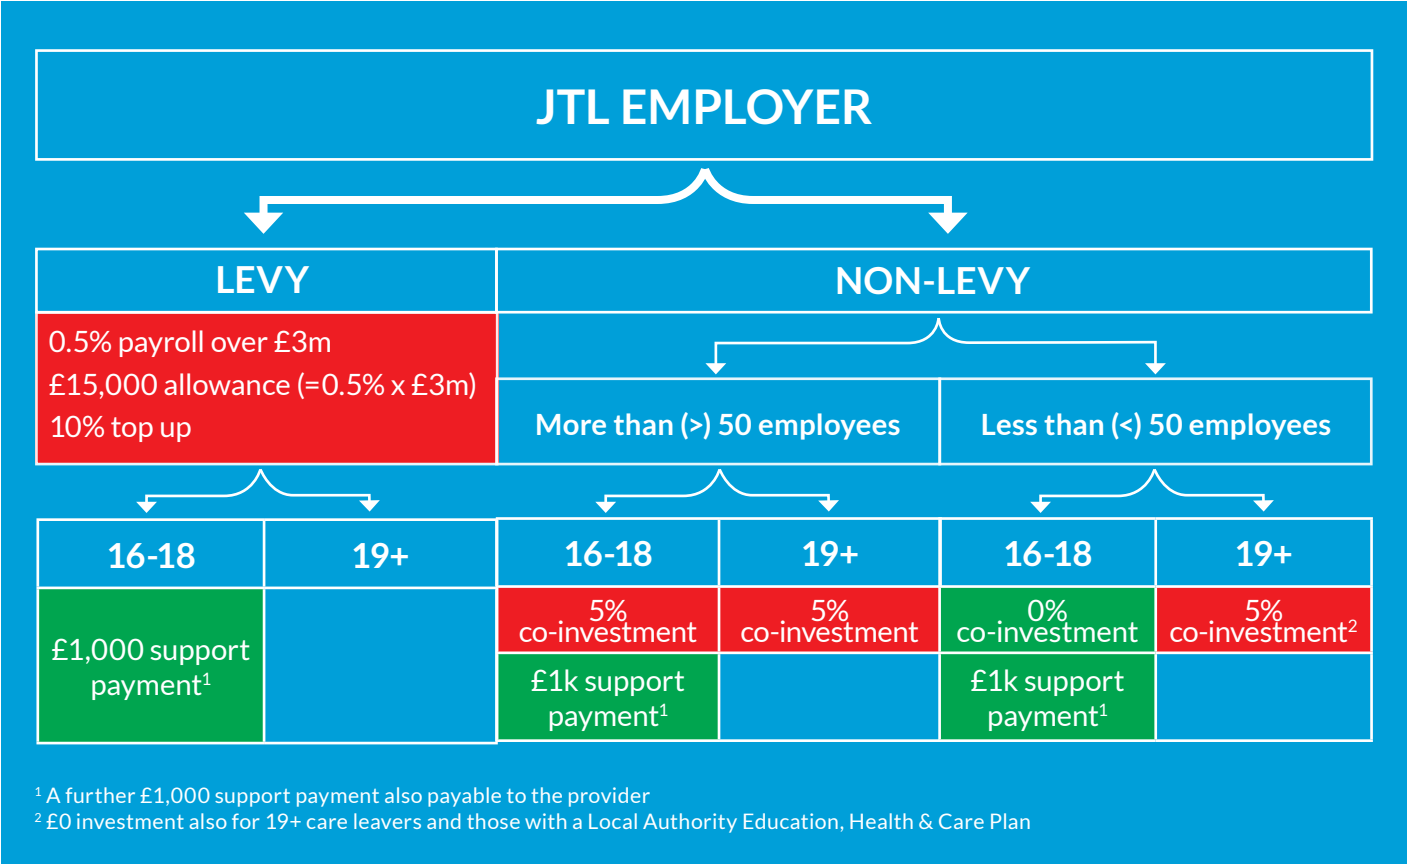 JTL EMPLOYER
LEVY
NON-LEVY
0.5% payroll over £3m
£15,000 allowance (=0.5% x £3m)
10% top up
More than (>) 50 employees
Less than (<) 50 employees
16-18
19+
16-18
19+
16-18
19+
£1,000 support
payment¹
5%
co-investment
5%
co-investment
0%
co-investment
5%
co-investment²
£1k support
payment¹
£1k support
payment¹
¹ A further £1,000 support payment also payable to the provider
² £0 investment also for 19+ care leavers and those with a Local Authority Education, Health & Care Plan